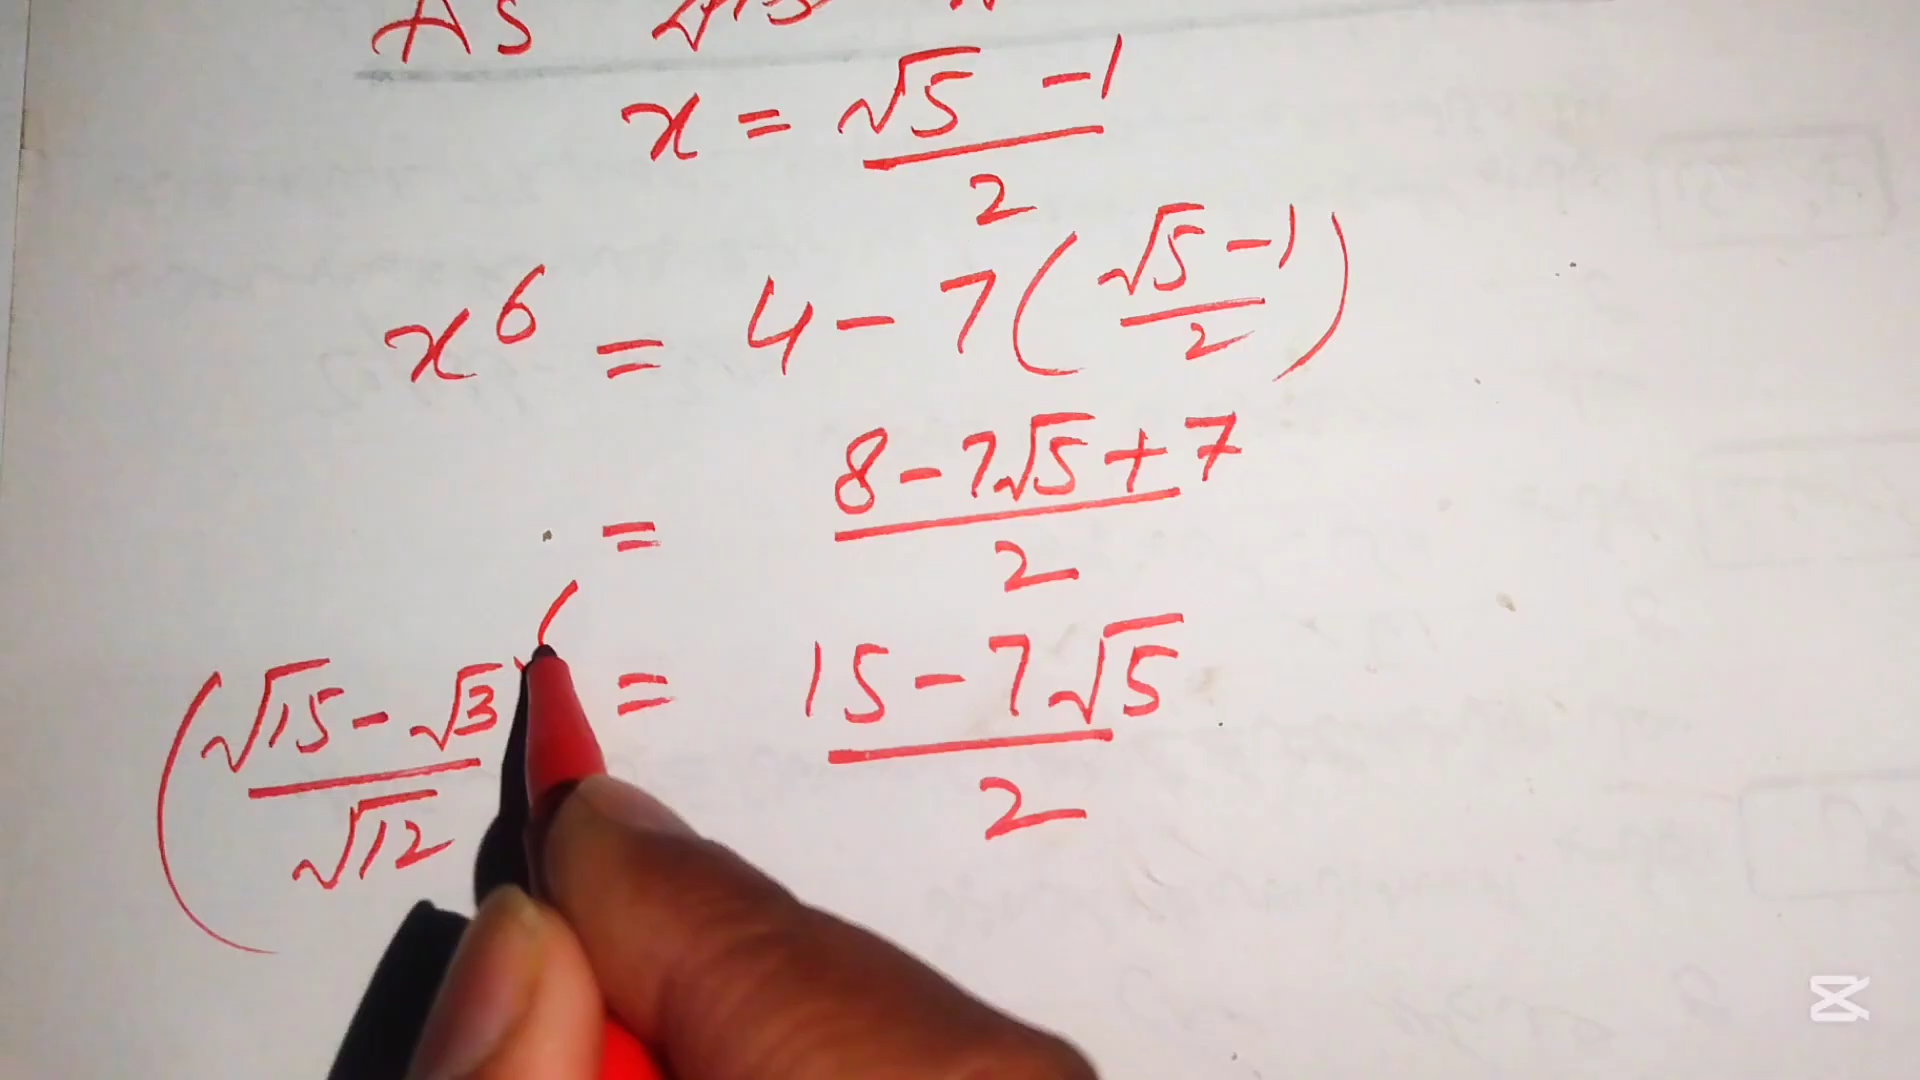 As
x = √5 - 1 / 2
x⁶ = 4 - 7(√5 - 1 / 2)
= 8 - 7√5 + 7 / 2
(√15 - √3 / √12 = 15 - 7√5 / 2